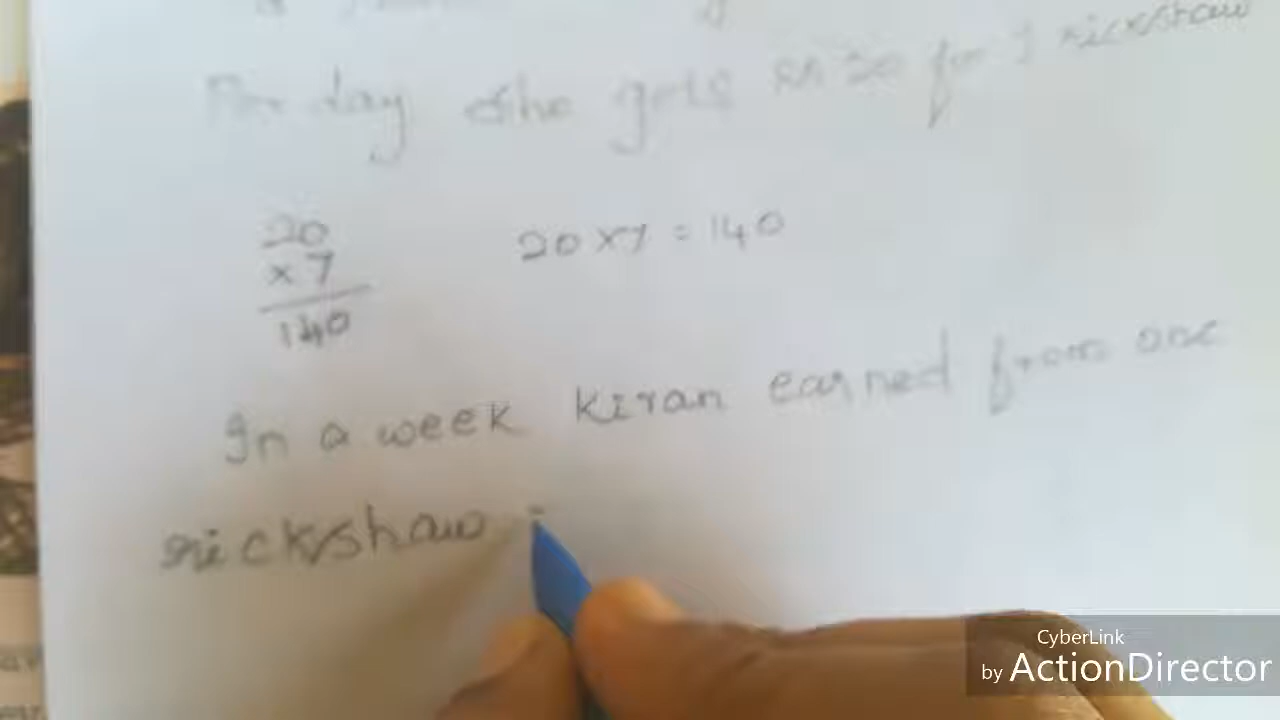 Per day she gets Rs 20 for 1 rickshaw
20
x 7
140
20 x 7 = 140
In a week kiran earned from one
rickshaw
CyberLink
by ActionDirector